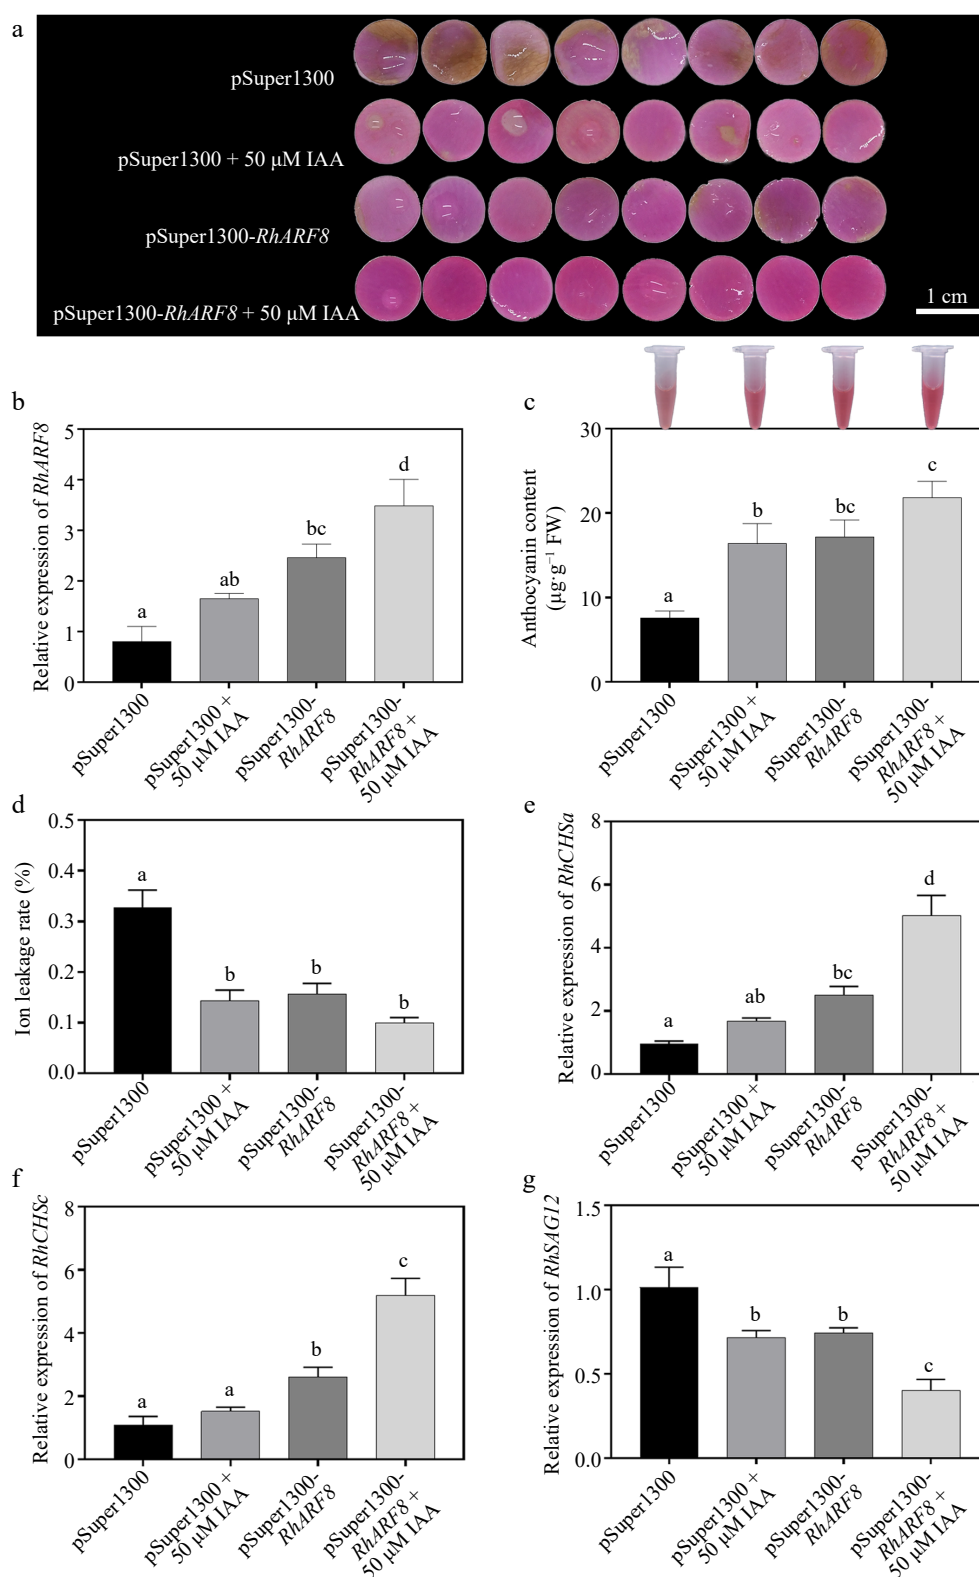 a
pSuper1300
pSuper1300 + 50 μM IAA
pSuper1300-RhARF8
pSuper1300-RhARF8 + 50 μM IAA
1 cm
b
Relative expression of RhARF8
5
4
3
2
1
0
a
ab
bc
d
pSuper1300
pSuper1300 +
50 μM IAA
pSuper1300-
RhARF8
pSuper1300-
RhARF8 +
50 μM IAA
c
Anthocyanin content
(μg·g⁻¹ FW)
30
20
10
0
a
b
bc
c
pSuper1300
pSuper1300 +
50 μM IAA
pSuper1300-
RhARF8
pSuper1300-
RhARF8 +
50 μM IAA
d
Ion leakage rate (%)
0.5
0.4
0.3
0.2
0.1
0.0
a
b
b
b
pSuper1300
pSuper1300 +
50 μM IAA
pSuper1300-
RhARF8
pSuper1300-
RhARF8 +
50 μM IAA
e
Relative expression of RhCHSa
8
6
4
2
0
a
ab
bc
d
pSuper1300
pSuper1300 +
50 μM IAA
pSuper1300-
RhARF8
pSuper1300-
RhARF8 +
50 μM IAA
f
Relative expression of RhCHSc
8
6
4
2
0
a
a
b
c
pSuper1300
pSuper1300 +
50 μM IAA
pSuper1300-
RhARF8
pSuper1300-
RhARF8 +
50 μM IAA
g
Relative expression of RhSAG12
1.5
1.0
0.5
0.0
a
b
b
c
pSuper1300
pSuper1300 +
50 μM IAA
pSuper1300-
RhARF8
pSuper1300-
RhARF8 +
50 μM IAA